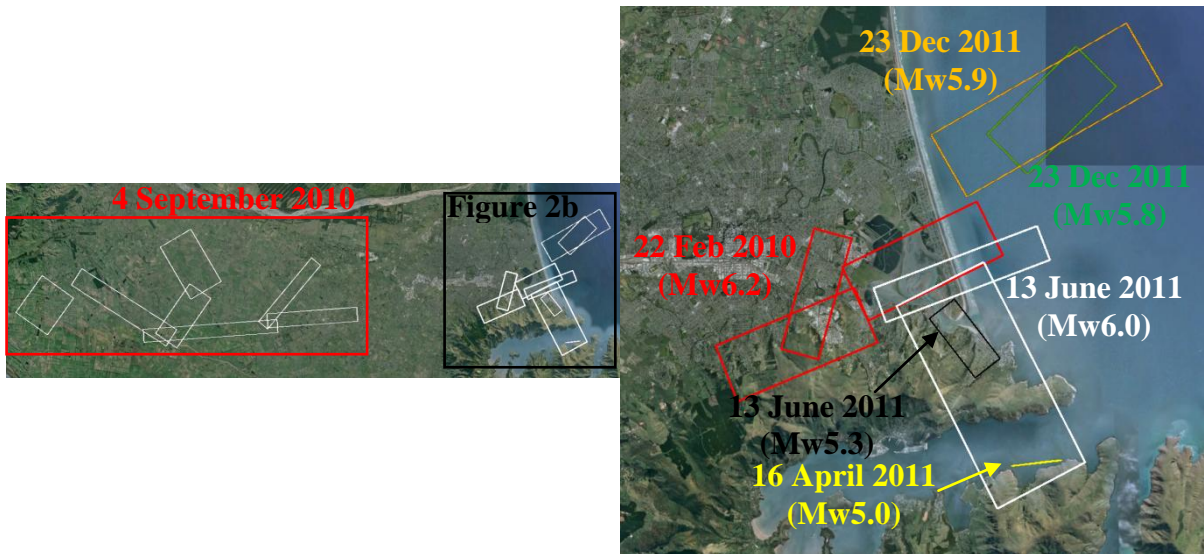 4 September 2010
Figure 2b
23 Dec 2011
(Mw5.9)
23 Dec 2011
(Mw5.8)
22 Feb 2010
(Mw6.2)
13 June 2011
(Mw6.0)
13 June 2011
(Mw5.3)
16 April 2011
(Mw5.0)